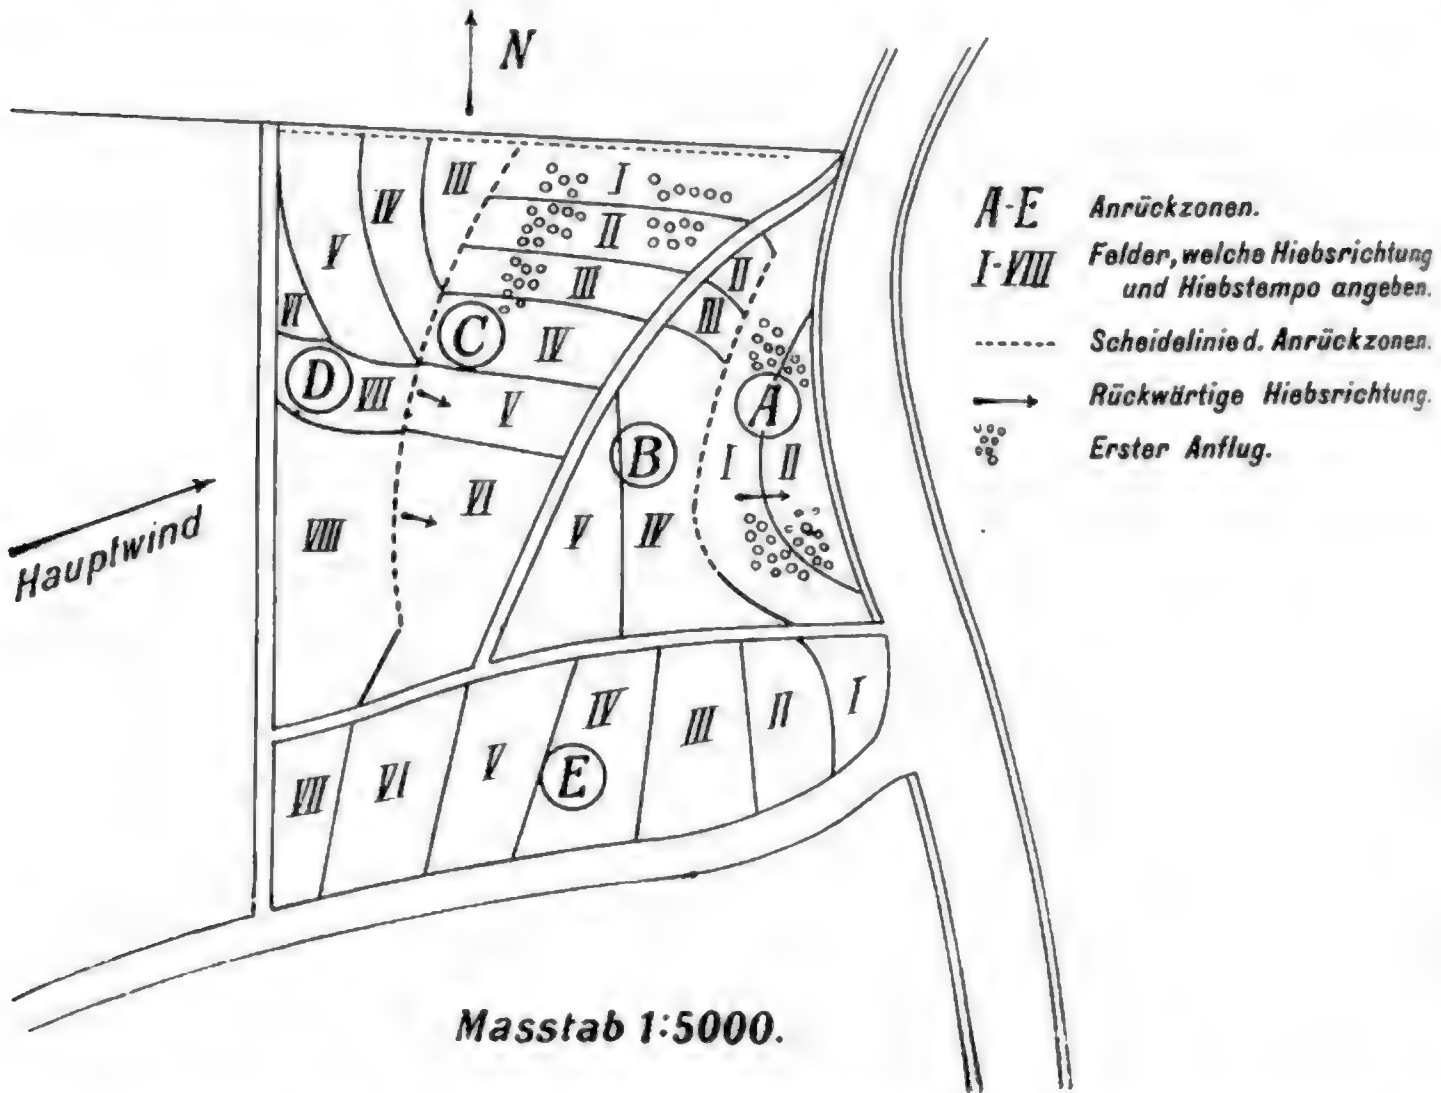 N
III
I
IV
II
V
II
III
III
VI
C
IV
D
VII
V
A
B
I
II
VI
V
IV
VIII
Hauptwind
I
II
IV
III
V
VI
VII
E
A-E Anrückzonen.
I-VIII Felder, welche Hiebsrichtung
und Hiebstempo angeben.
Scheidelinie d. Anrückzonen.
Rückwärtige Hiebsrichtung.
Erster Anflug.
Masstab 1:5000.